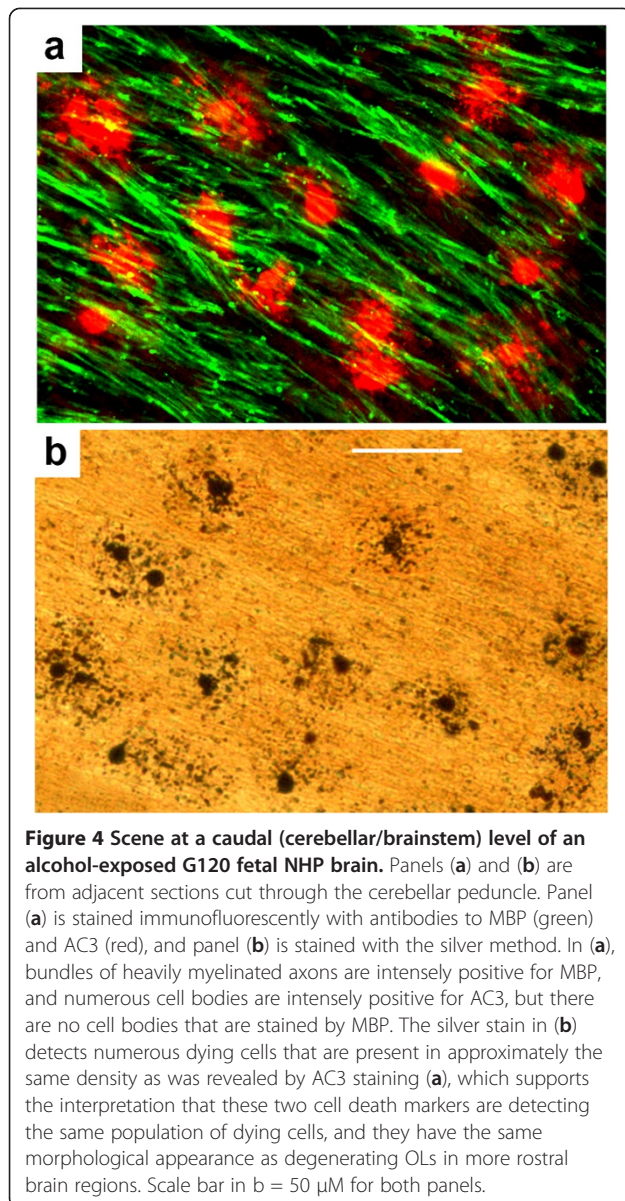 a
b
Figure 4 Scene at a caudal (cerebellar/brainstem) level of an
alcohol-exposed G120 fetal NHP brain. Panels (a) and (b) are
from adjacent sections cut through the cerebellar peduncle. Panel
(a) is stained immunofluorescently with antibodies to MBP (green)
and AC3 (red), and panel (b) is stained with the silver method. In (a),
bundles of heavily myelinated axons are intensely positive for MBP,
and numerous cell bodies are intensely positive for AC3, but there
are no cell bodies that are stained by MBP. The silver stain in (b)
detects numerous dying cells that are present in approximately the
same density as was revealed by AC3 staining (a), which supports
the interpretation that these two cell death markers are detecting
the same population of dying cells, and they have the same
morphological appearance as degenerating OLs in more rostral
brain regions. Scale bar in b = 50 μM for both panels.